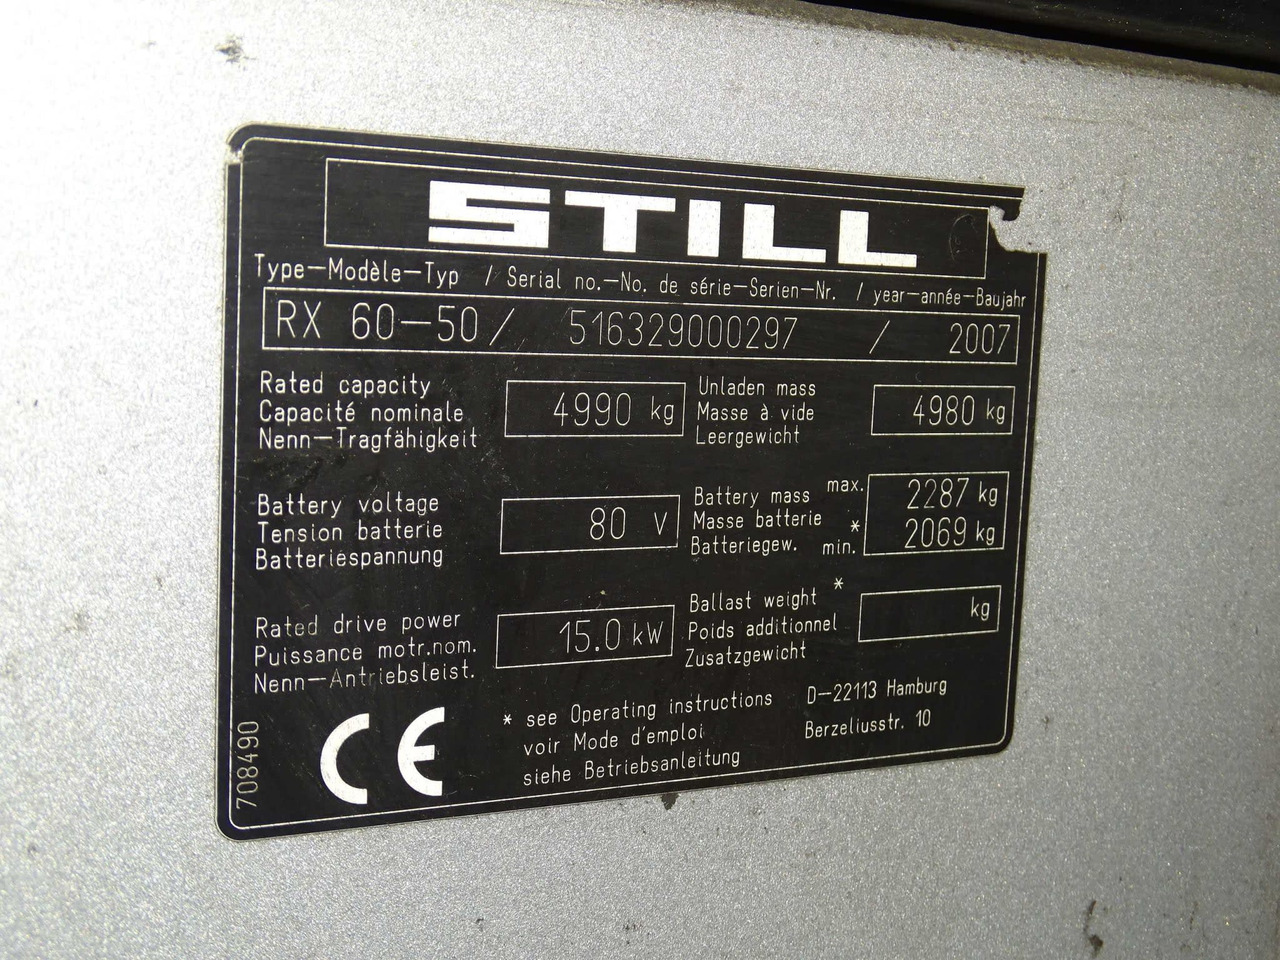 STILL
Type—Modèle—Typ / Serial no.—No. de série—Serien—Nr. / year—année—Baujahr
RX 60—50 / 516329000297 / 2007
Rated capacity
Capacité nominale
Nenn—Tragfähigkeit
4990 kg
Unladen mass
Masse à vide
Leergewicht
4980 kg
Battery voltage
Tension batterie
Batteriespannung
80 V
Battery mass max.
Masse batterie *
Batteriegew. min.
2287 kg
2069 kg
Rated drive power
Puissance motr.nom.
Nenn—Antriebsleist.
15.0 kW
Ballast weight *
Poids additionnel
Zusatzgewicht
kg
708490
CE
* see Operating instructions
voir Mode d'emploi
siehe Betriebsanleitung
D—22113 Hamburg
Berzeliusstr. 10